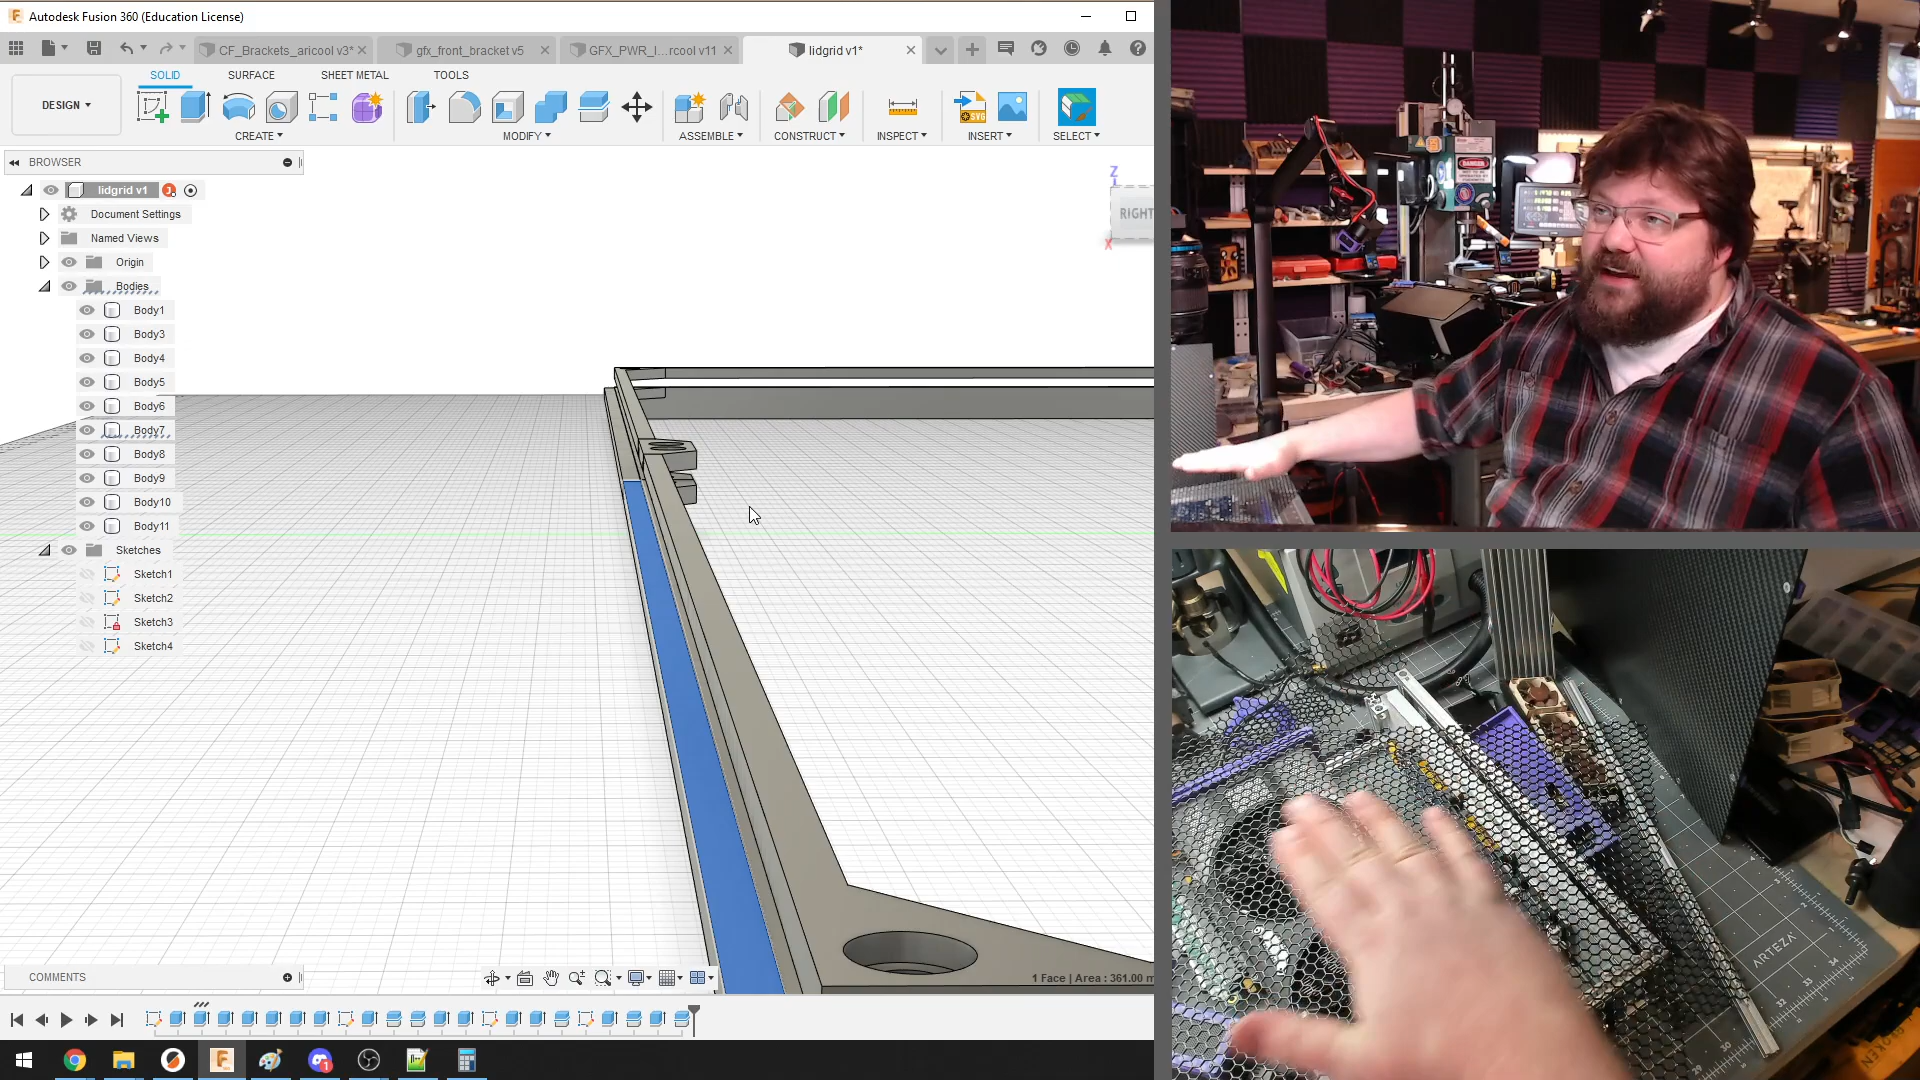 Autodesk Fusion 360 (Education License)
CF_Brackets_aricool v3*
gfx_front_bracket v5
GFX_PWR_I...rcool v11
lidgrid v1*
SOLID
SURFACE
SHEET METAL
TOOLS
DESIGN
CREATE
MODIFY
ASSEMBLE
CONSTRUCT
INSPECT
INSERT
SELECT
BROWSER
lidgrid v1
Document Settings
Named Views
Origin
Bodies
Body1
Body3
Body4
Body5
Body6
Body7
Body8
Body9
Body10
Body11
Sketches
Sketch1
Sketch2
Sketch3
Sketch4
Z
RIGHT
X
COMMENTS
1 Face | Area : 361.00 m
DANGER
ARTEZA